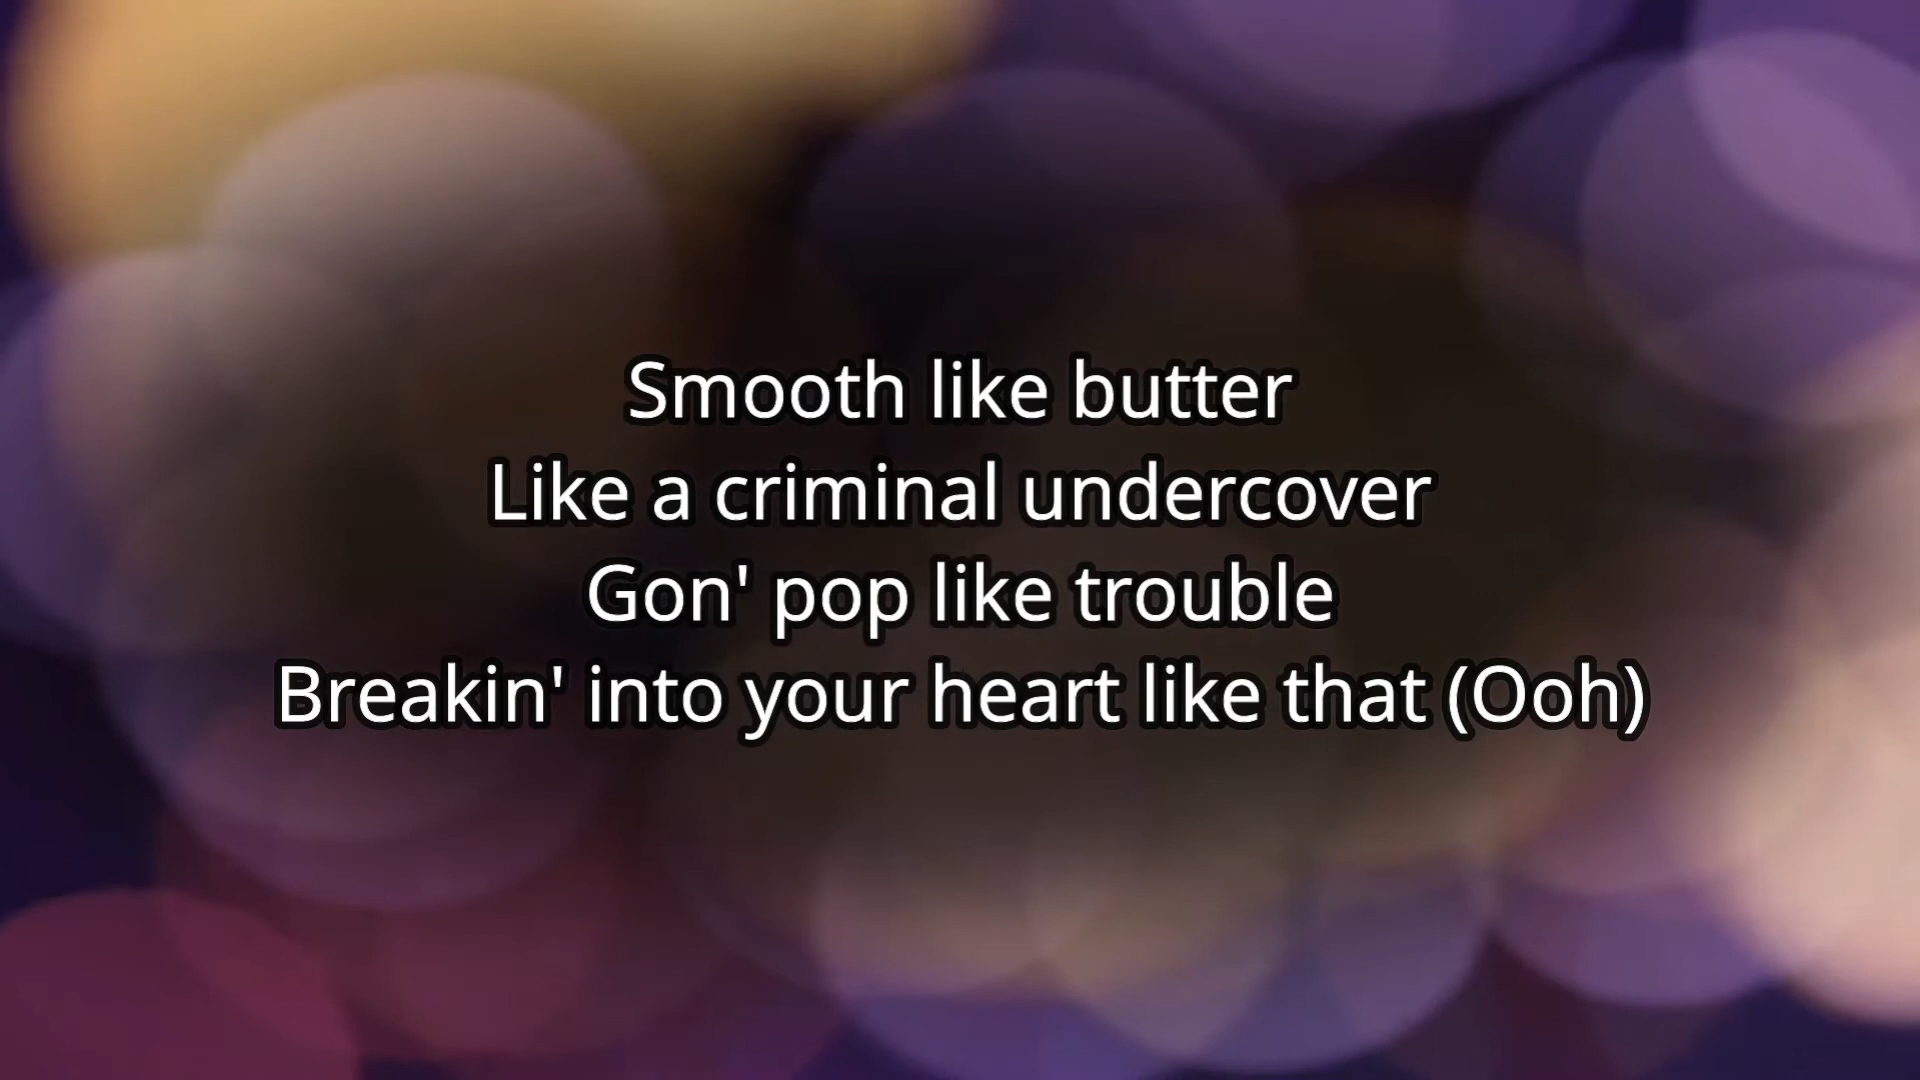 Smooth like butter
Like a criminal undercover
Gon' pop like trouble
Breakin' into your heart like that (Ooh)